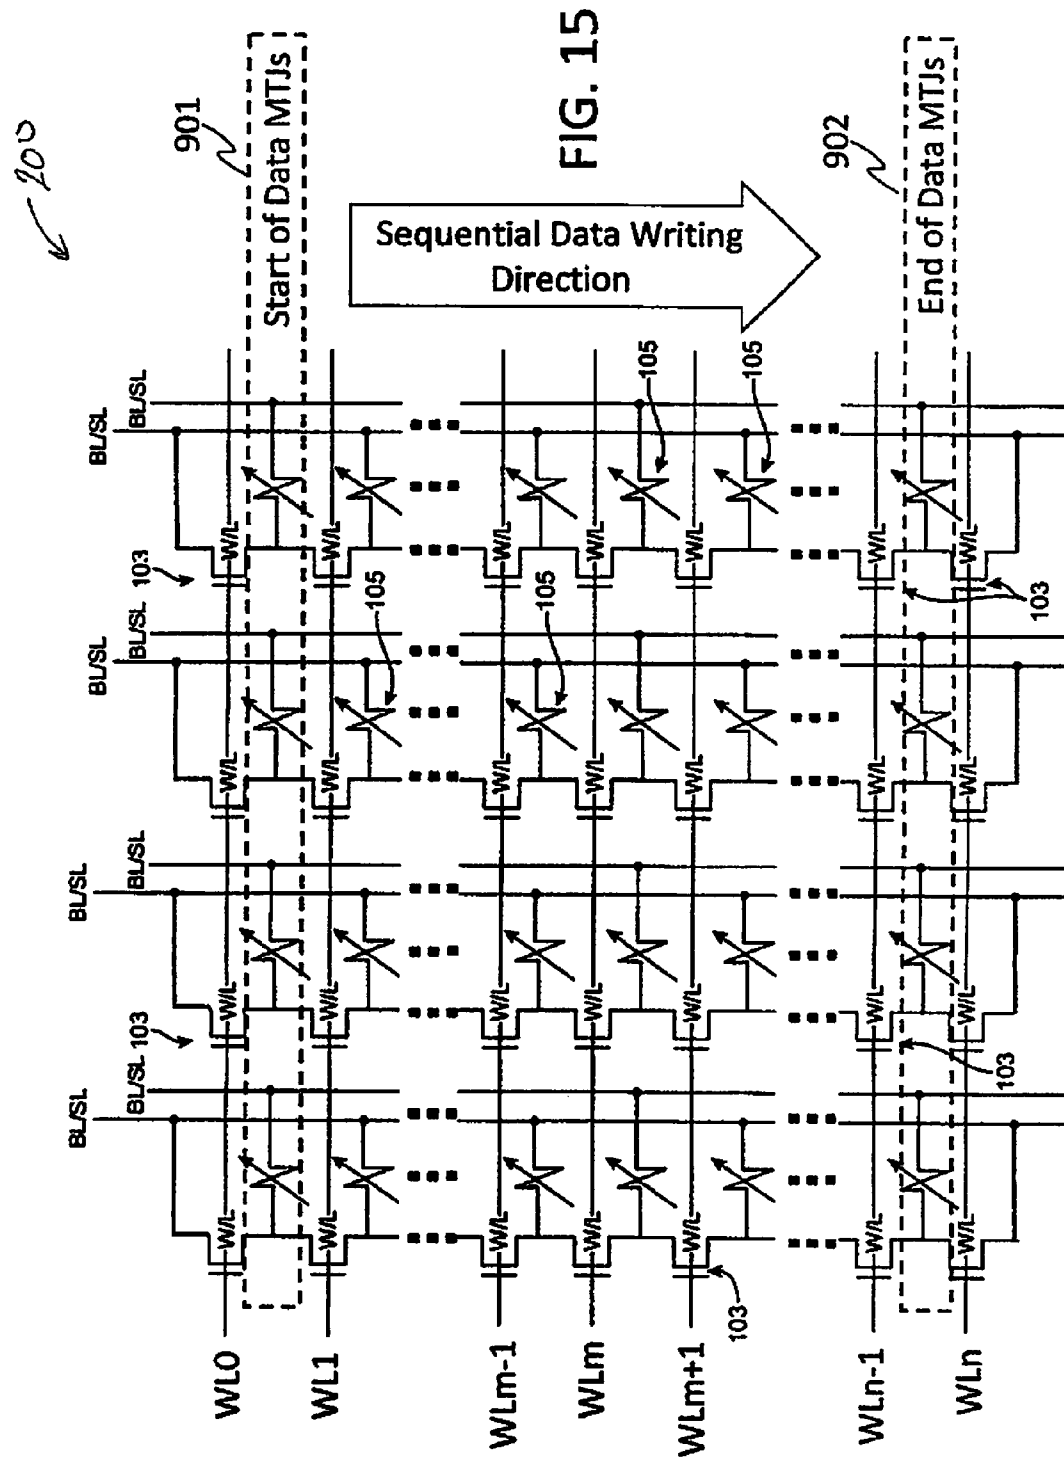 200
BL/SL
BL/SL
BL/SL
BL/SL
BL/SL
BL/SL
BL/SL
BL/SL
103
103
901
WL0 W/L W/L W/L W/L
Start of Data MTJs
WL1 W/L W/L W/L W/L
105
Sequential Data Writing
Direction
WLm-1 W/L W/L W/L W/L
105
WLm W/L W/L W/L W/L
105
WLm+1 W/L W/L W/L W/L
103
105
FIG. 15
902
WLn-1 W/L W/L W/L W/L
End of Data MTJs
WLn W/L W/L W/L W/L
103
103